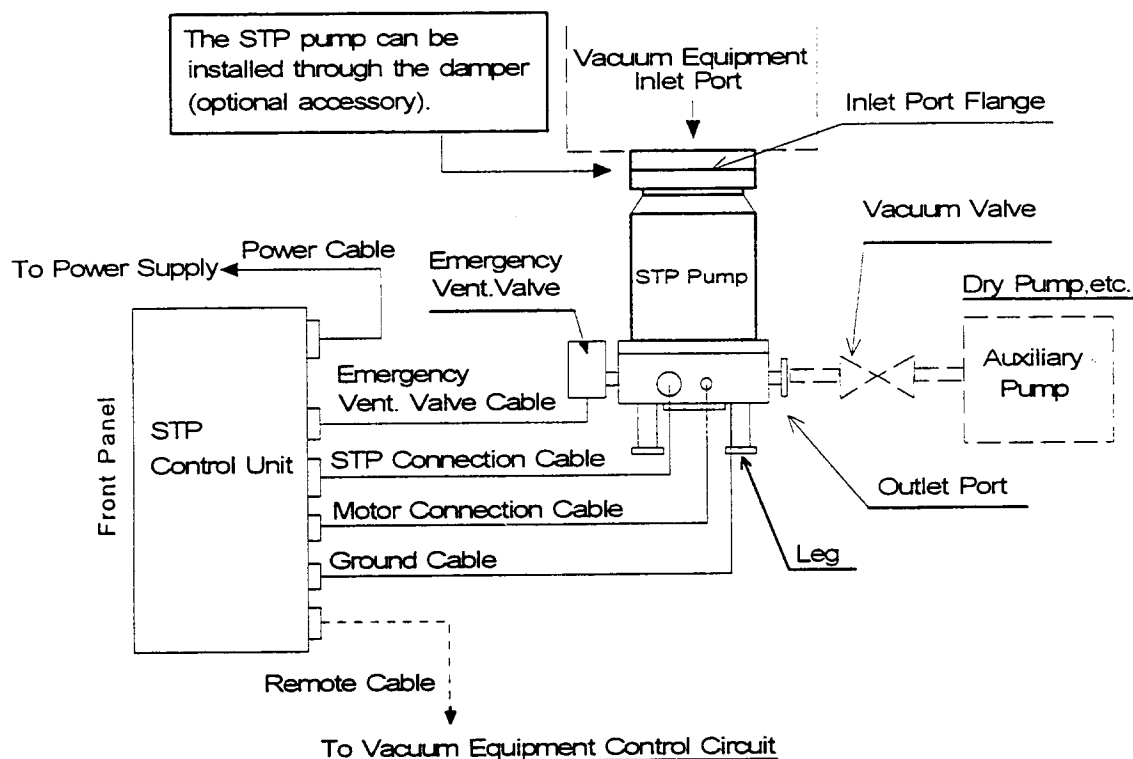 The STP pump can be
installed through the damper
(optional accessory).
Vacuum Equipment
Inlet Port
Inlet Port Flange
Vacuum Valve
Power Cable
To Power Supply
Emergency
Vent.Valve
STP Pump
Dry Pump,etc.
Auxiliary
Pump
Emergency
Vent. Valve Cable
Front Panel
STP
Control Unit
STP Connection Cable
Motor Connection Cable
Ground Cable
Outlet Port
Leg
Remote Cable
To Vacuum Equipment Control Circuit